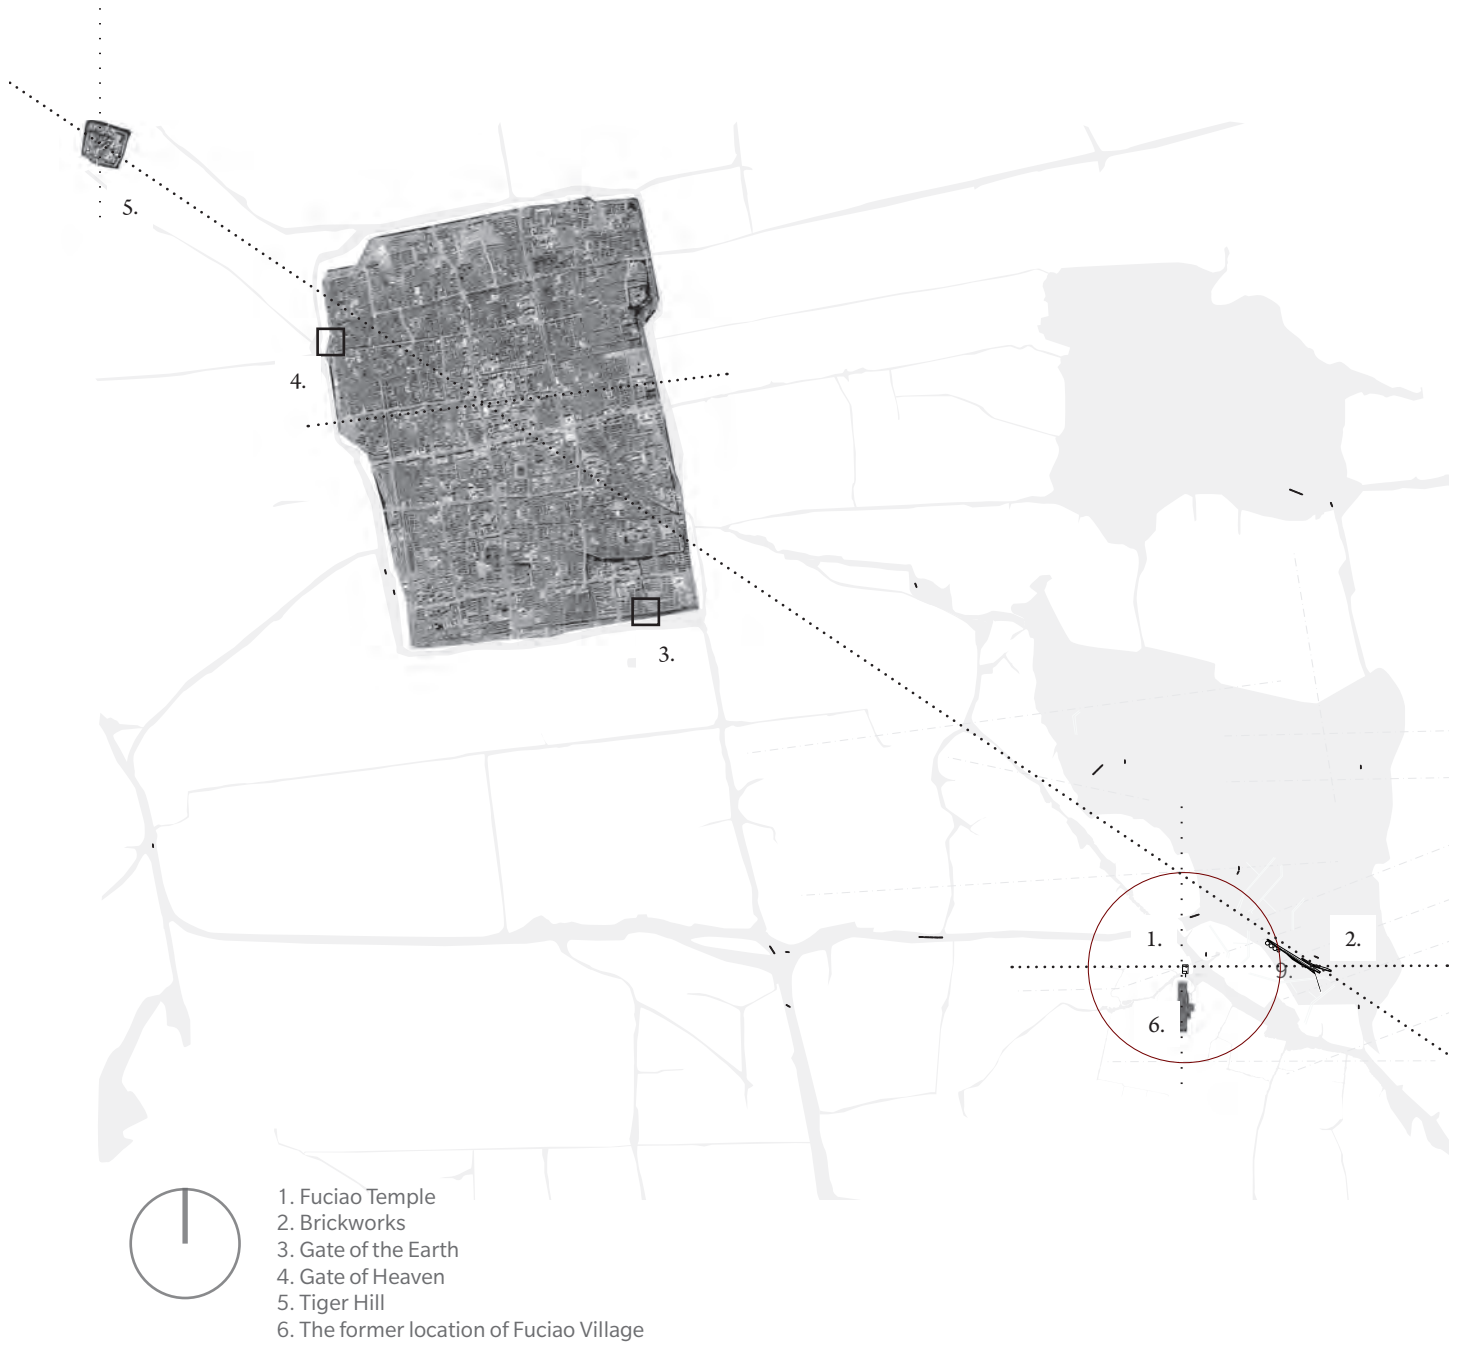 5.
4.
3.
1.
2.
9.
6.
1. Fuciao Temple
2. Brickworks
3. Gate of the Earth
4. Gate of Heaven
5. Tiger Hill
6. The former location of Fuciao Village